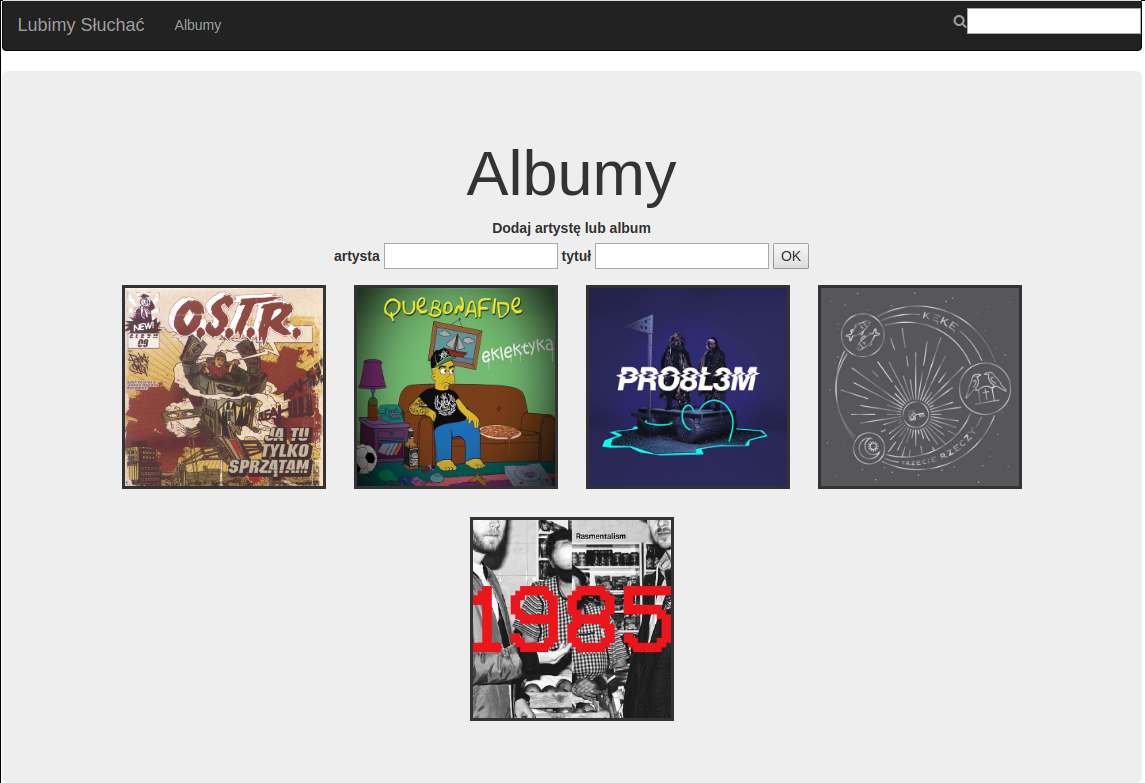 Lubimy Słuchać Albumy
Albumy
Dodaj artystę lub album
artysta tytuł OK
O.S.T.R.
NEW!
JA TU
TYLKO
SPRZĄTAM
QUEBONAFIDE
eklektyka
PRO8L3M
KEKE
TRZECIE RZECZY
Rasmentalism
1985